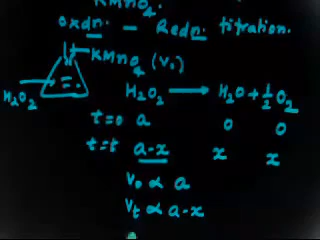 KMnO4.
oxdn. - Redn. titration.
KMnO4 (V0)
H2O2
H2O2 → H2O + 1/2 O2
t=0 a 0 0
t=t a-x x x
V0 ∝ a
Vt ∝ a-x